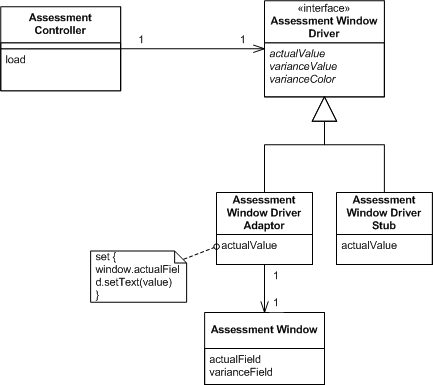 Assessment
Controller
load
1
1
«interface»
Assessment Window
Driver
actualValue
varianceValue
varianceColor
Assessment
Window Driver
Adaptor
actualValue
Assessment
Window Driver
Stub
actualValue
set {
window.actualFiel
d.setText(value)
}
1
1
Assessment Window
actualField
varianceField